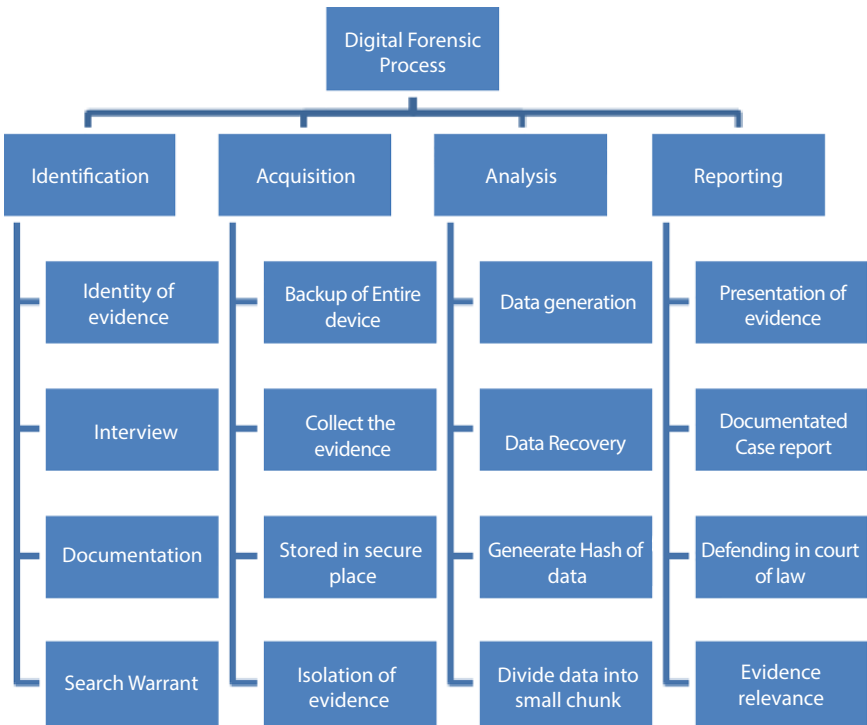 Digital Forensic
Process
Identification
Acquisition
Analysis
Reporting
Identity of
evidence
Backup of Entire
device
Data generation
Presentation of
evidence
Interview
Collect the
evidence
Data Recovery
Documentated
Case report
Documentation
Stored in secure
place
Geneerate Hash of
data
Defending in court
of law
Search Warrant
Isolation of
evidence
Divide data into
small chunk
Evidence
relevance